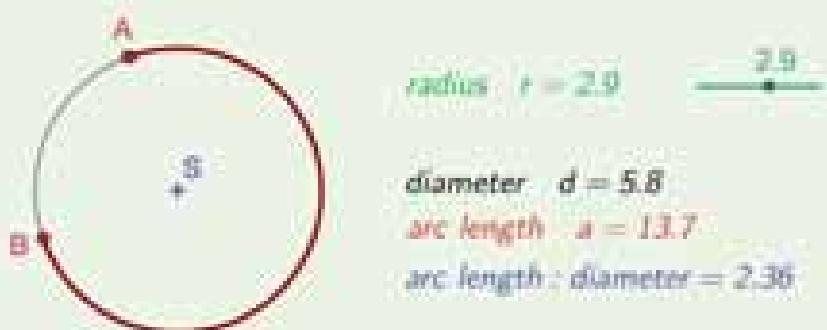 A
2.9
radius r = 2.9
S
diameter d = 5.8
arc length a = 13.7
B
arc length : diameter = 2.36